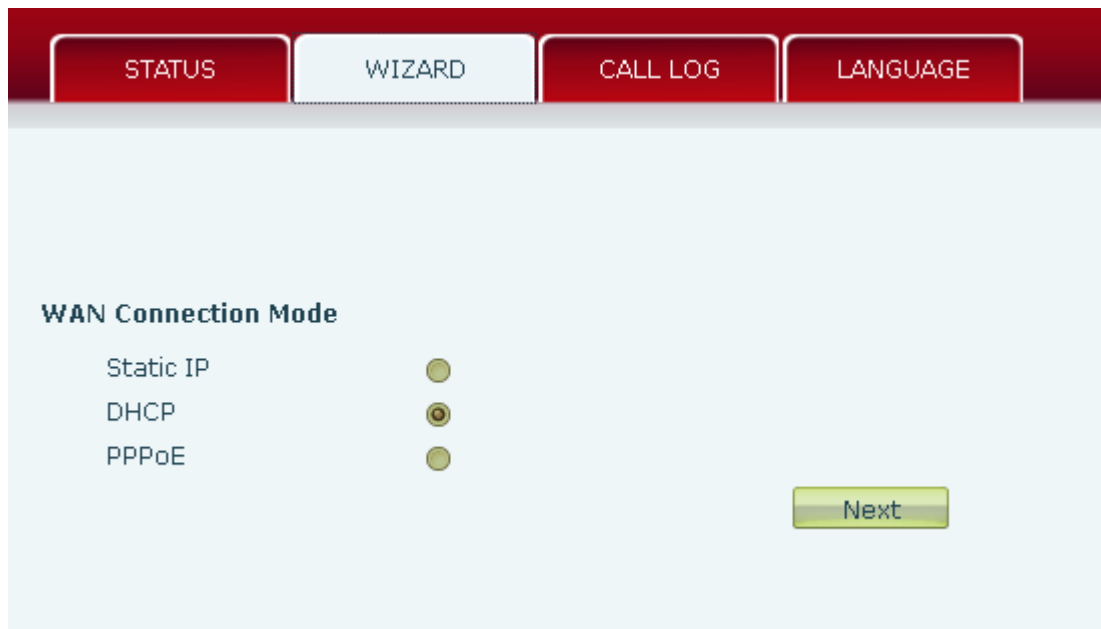 STATUS WIZARD CALL LOG LANGUAGE
WAN Connection Mode
Static IP
DHCP
PPPoE
Next